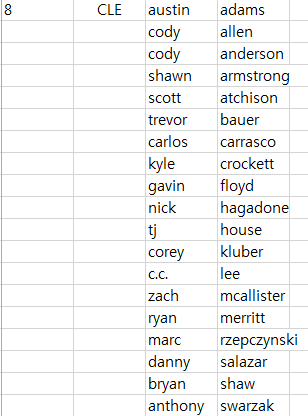 8 CLE austin adams
cody allen
cody anderson
shawn armstrong
scott atchison
trevor bauer
carlos carrasco
kyle crockett
gavin floyd
nick hagadone
tj house
corey kluber
c.c. lee
zach mcallister
ryan merritt
marc rzepczynski
danny salazar
bryan shaw
anthony swarzak